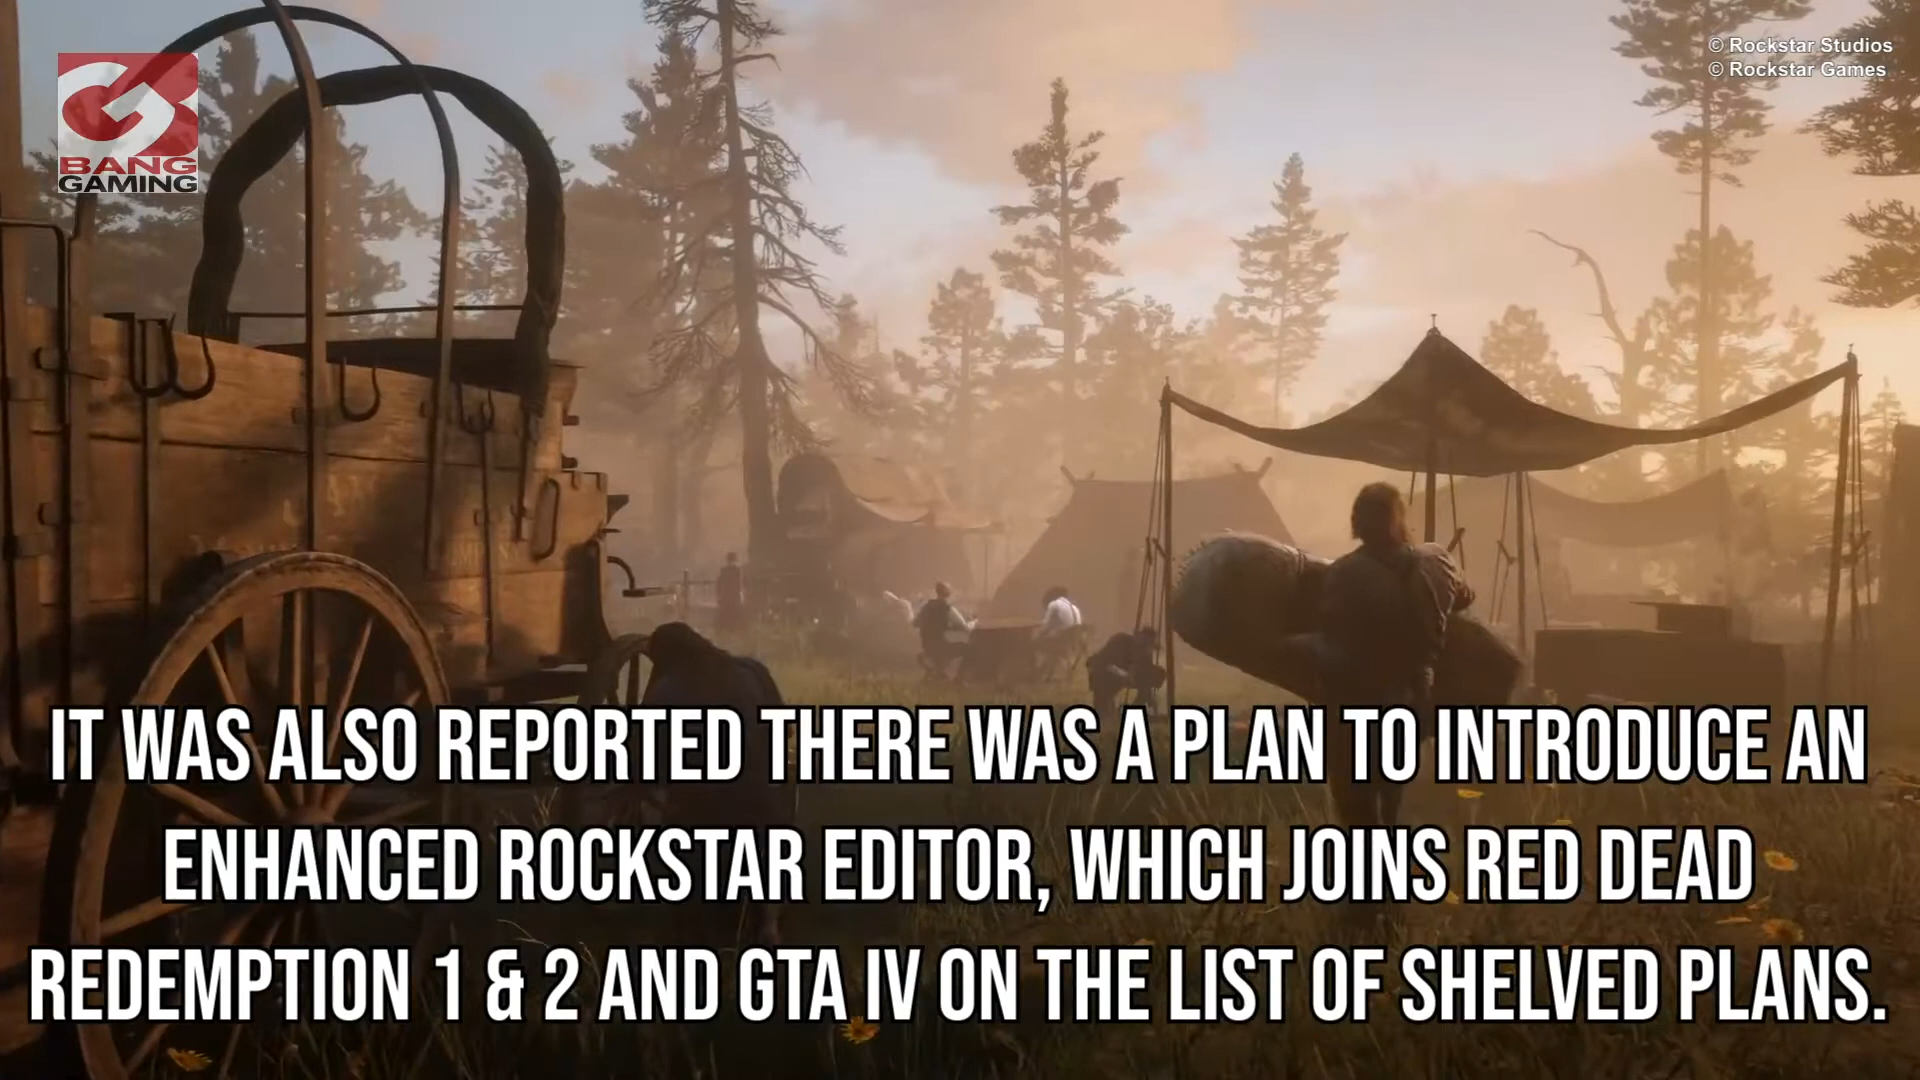 © Rockstar Studios
© Rockstar Games
BANG
GAMING
IT WAS ALSO REPORTED THERE WAS A PLAN TO INTRODUCE AN
ENHANCED ROCKSTAR EDITOR, WHICH JOINS RED DEAD
REDEMPTION 1 & 2 AND GTA IV ON THE LIST OF SHELVED PLANS.